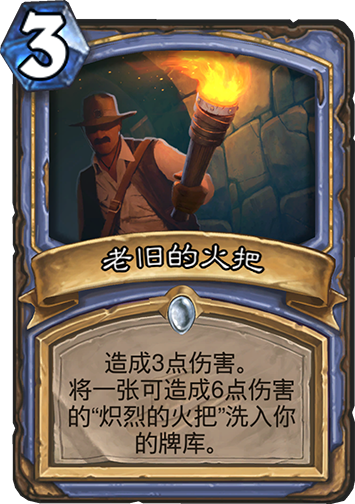 3
老旧的火把
造成3点伤害。
将一张可造成6点伤害
的“炽烈的火把”洗入你
的牌库。